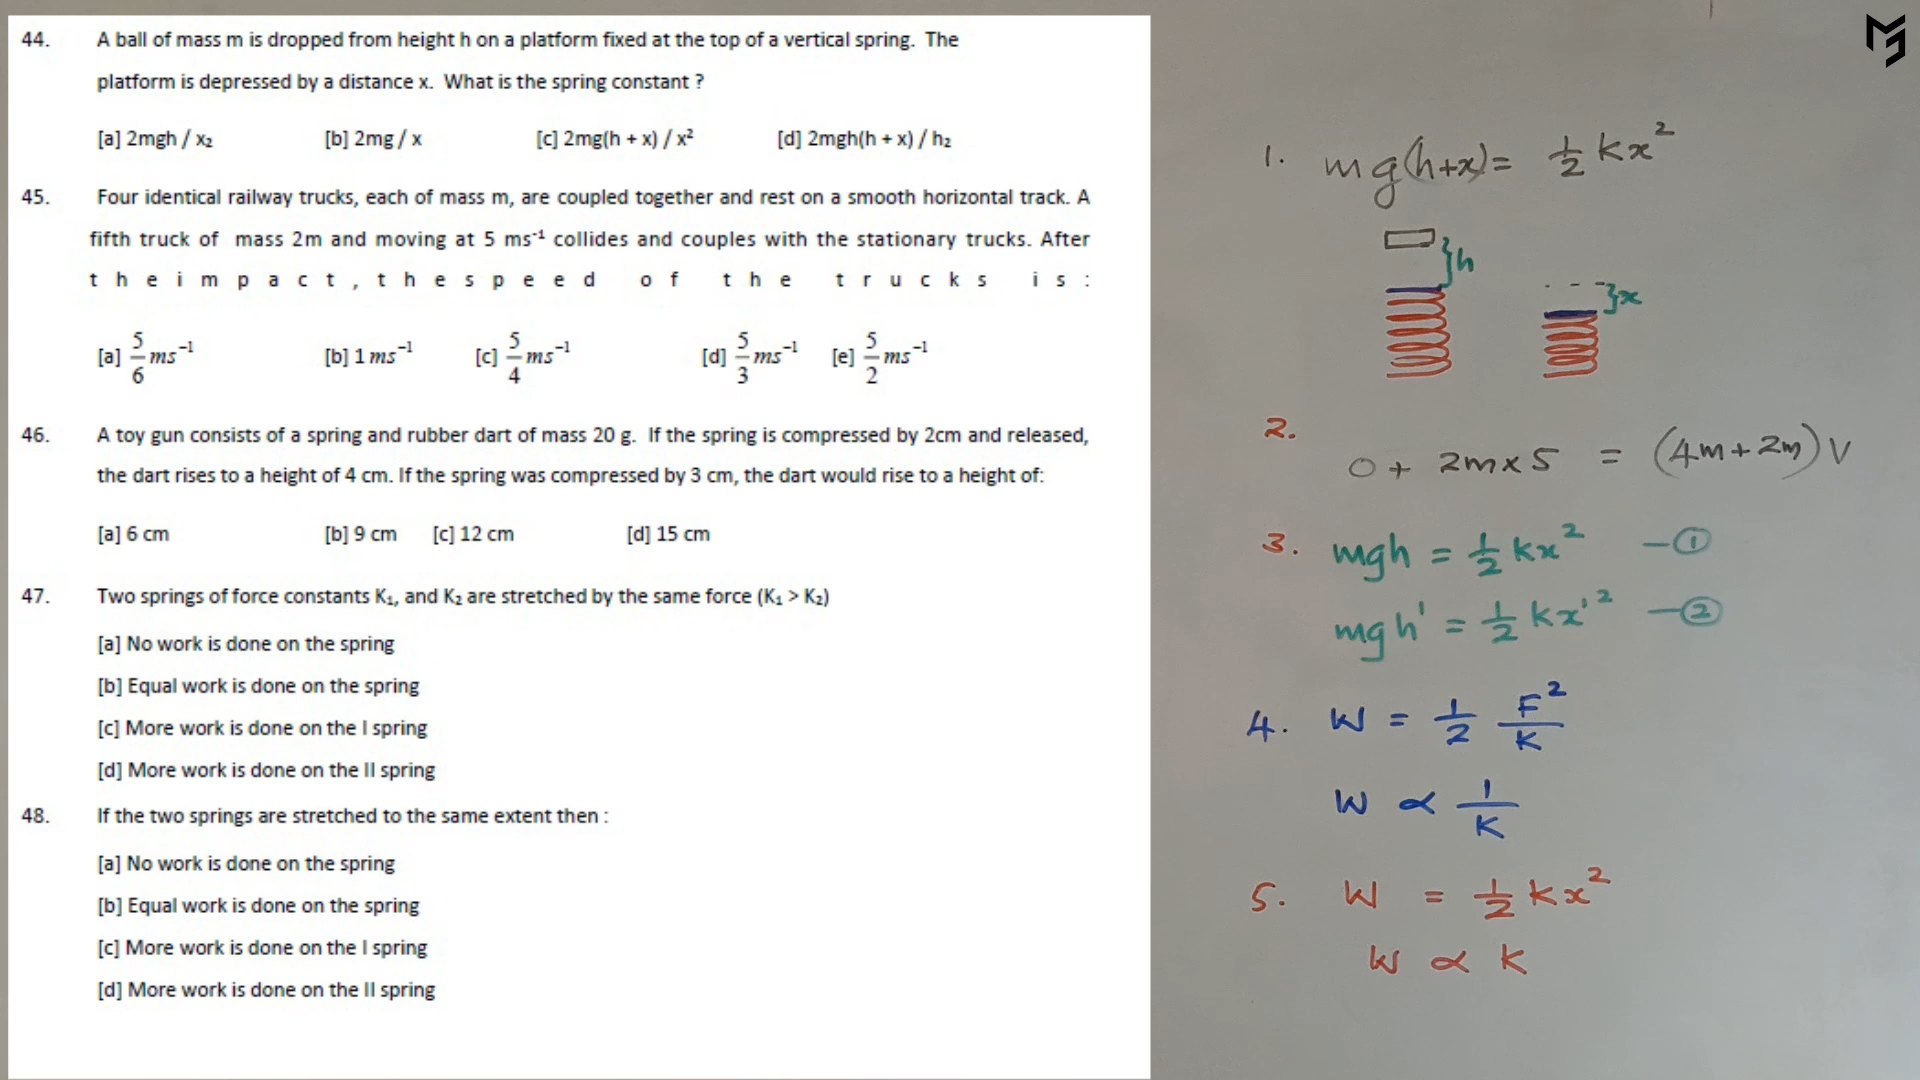 44. A ball of mass m is dropped from height h on a platform fixed at the top of a vertical spring. The
platform is depressed by a distance x. What is the spring constant ?
[a] 2mgh / x₂ [b] 2mg / x [c] 2mg(h + x) / x² [d] 2mgh(h + x) / h₂
45. Four identical railway trucks, each of mass m, are coupled together and rest on a smooth horizontal track. A
fifth truck of mass 2m and moving at 5 ms⁻¹ collides and couples with the stationary trucks. After
t h e i m p a c t , t h e s p e e d o f t h e t r u c k s i s :
[a] 5/6 ms⁻¹ [b] 1 ms⁻¹ [c] 5/4 ms⁻¹ [d] 5/3 ms⁻¹ [e] 5/2 ms⁻¹
46. A toy gun consists of a spring and rubber dart of mass 20 g. If the spring is compressed by 2cm and released,
the dart rises to a height of 4 cm. If the spring was compressed by 3 cm, the dart would rise to a height of:
[a] 6 cm [b] 9 cm [c] 12 cm [d] 15 cm
47. Two springs of force constants K₁, and K₂ are stretched by the same force (K₁ > K₂)
[a] No work is done on the spring
[b] Equal work is done on the spring
[c] More work is done on the I spring
[d] More work is done on the II spring
48. If the two springs are stretched to the same extent then :
[a] No work is done on the spring
[b] Equal work is done on the spring
[c] More work is done on the I spring
[d] More work is done on the II spring
1. mg(h+x) = 1/2 kx²
h
x
2.
0 + 2m×5 = (4m+2m)V
3. mgh = 1/2 kx² —①
mgh' = 1/2 kx'² —②
4. W = 1/2 F²/K
W ∝ 1/K
5. W = 1/2 kx²
W ∝ K